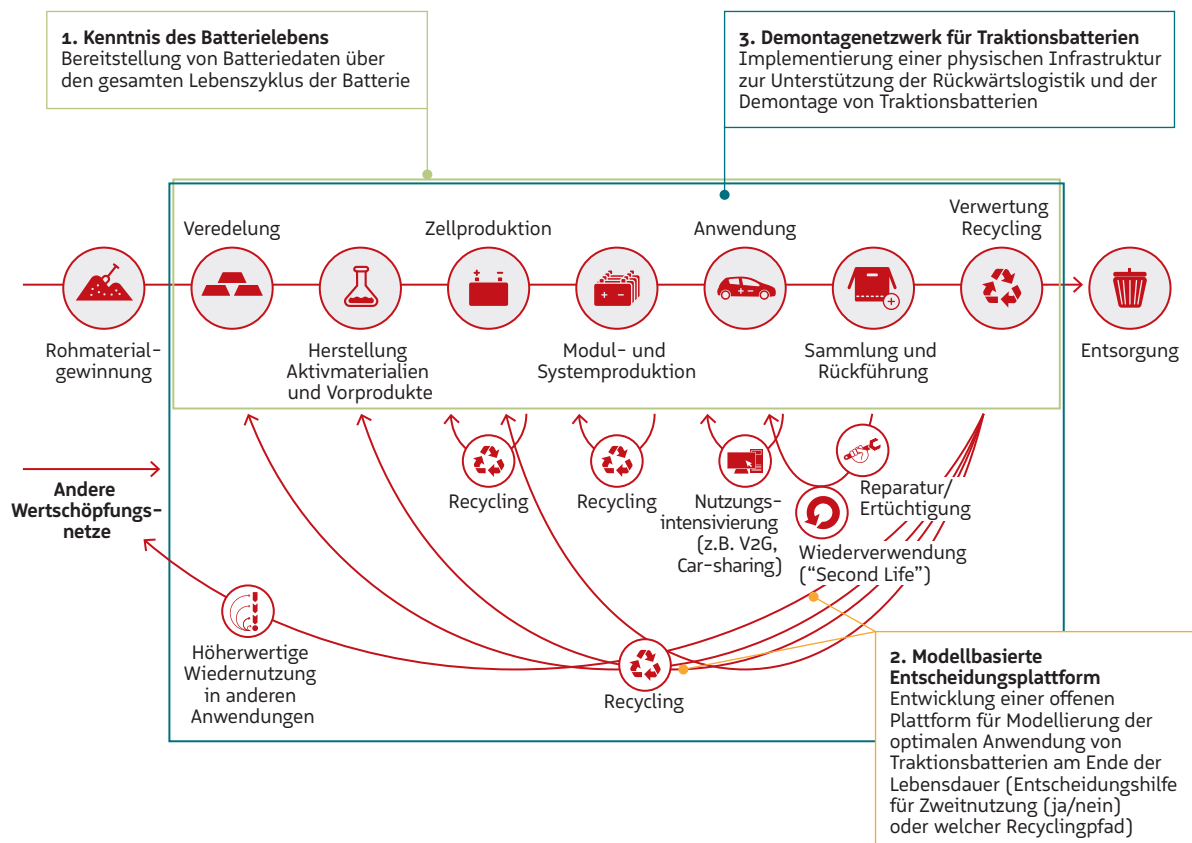 1. Kenntnis des Batterielebens
Bereitstellung von Batteriedaten über
den gesamten Lebenszyklus der Batterie
3. Demontagenetzwerk für Traktionsbatterien
Implementierung einer physischen Infrastruktur
zur Unterstützung der Rückwärtslogistik und der
Demontage von Traktionsbatterien
Veredelung
Zellproduktion
Anwendung
Verwertung
Recycling
Rohmaterial-
gewinnung
Herstellung
Aktivmaterialien
und Vorprodukte
Modul- und
Systemproduktion
Sammlung und
Rückführung
Entsorgung
Andere
Wertschöpfungs-
netze
Recycling
Recycling
Nutzungs-
intensivierung
(z.B. V2G,
Car-sharing)
Reparatur/
Ertüchtigung
Wiederverwendung
(“Second Life”)
Höherwertige
Wiedernutzung
in anderen
Anwendungen
Recycling
2. Modellbasierte
Entscheidungsplattform
Entwicklung einer offenen
Plattform für Modellierung der
optimalen Anwendung von
Traktionsbatterien am Ende der
Lebensdauer (Entscheidungshilfe
für Zweitnutzung (ja/nein)
oder welcher Recyclingpfad)